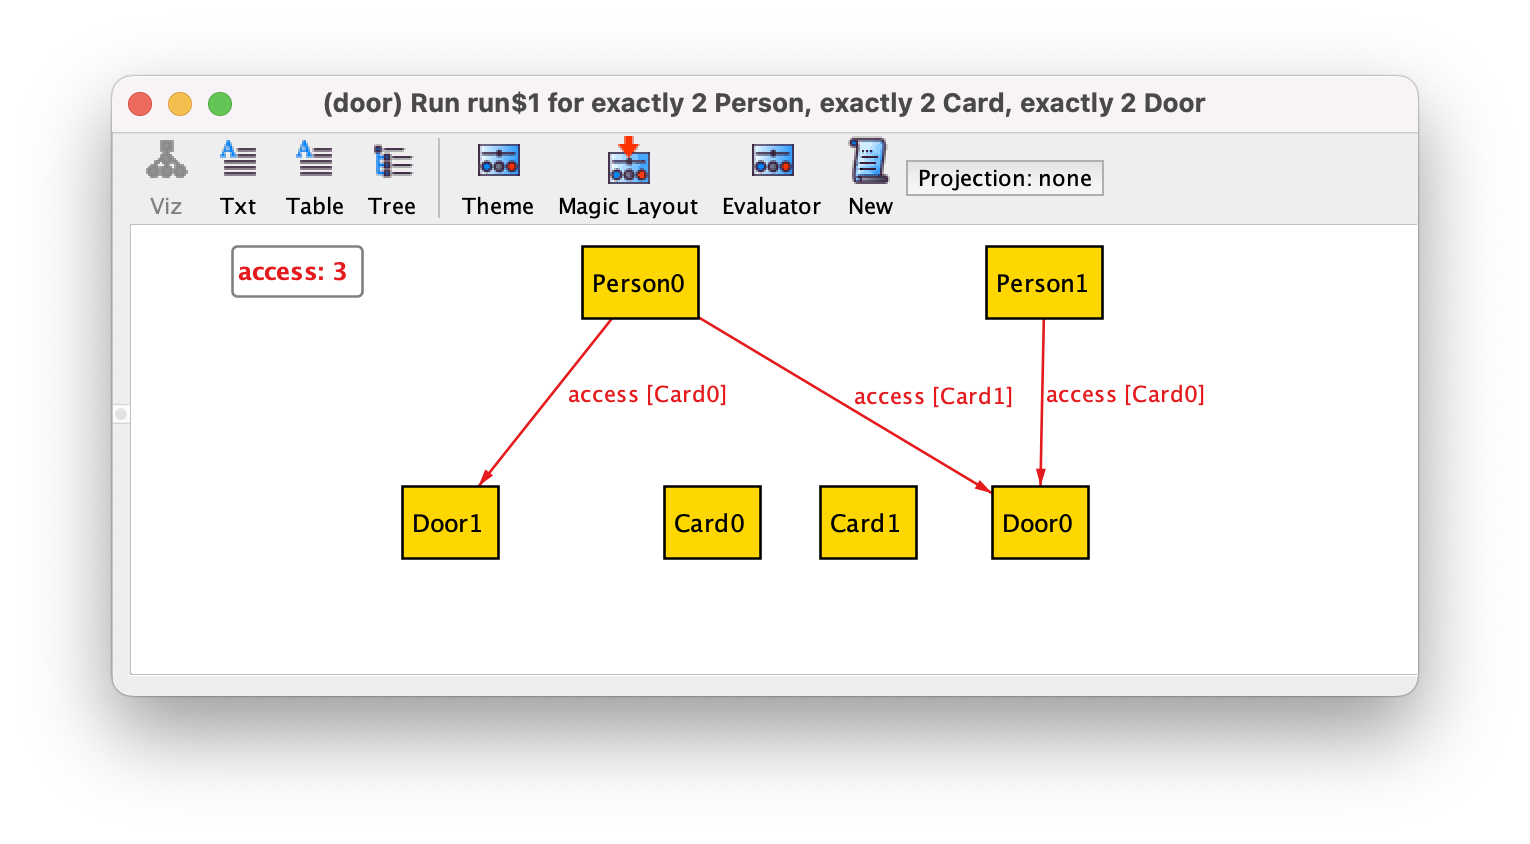 (door) Run run$1 for exactly 2 Person, exactly 2 Card, exactly 2 Door
Viz Txt Table Tree Theme Magic Layout Evaluator New Projection: none
access: 3 Person0 Person1
access [Card0] access [Card1] access [Card0]
Door1 Card0 Card1 Door0